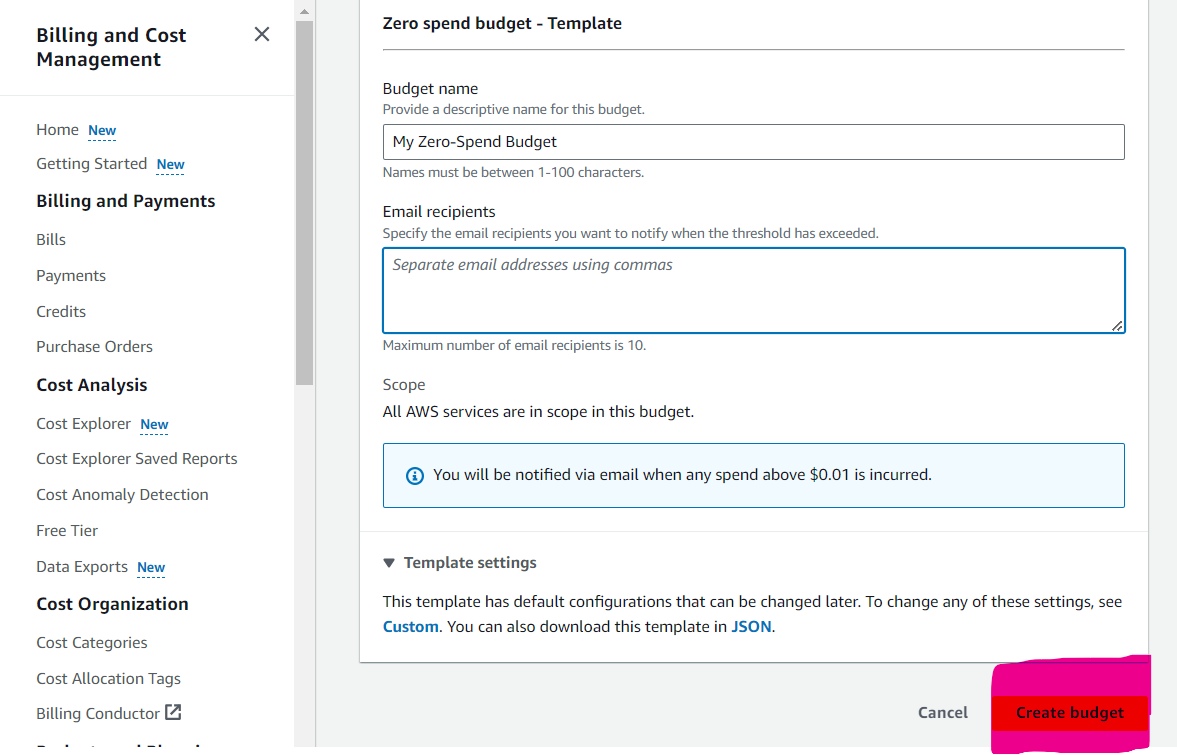 Billing and Cost
Management
Home New
Getting Started New
Billing and Payments
Bills
Payments
Credits
Purchase Orders
Cost Analysis
Cost Explorer New
Cost Explorer Saved Reports
Cost Anomaly Detection
Free Tier
Data Exports New
Cost Organization
Cost Categories
Cost Allocation Tags
Billing Conductor
Zero spend budget - Template
Budget name
Provide a descriptive name for this budget.
My Zero-Spend Budget
Names must be between 1-100 characters.
Email recipients
Specify the email recipients you want to notify when the threshold has exceeded.
Separate email addresses using commas
Maximum number of email recipients is 10.
Scope
All AWS services are in scope in this budget.
You will be notified via email when any spend above $0.01 is incurred.
Template settings
This template has default configurations that can be changed later. To change any of these settings, see
Custom. You can also download this template in JSON.
Cancel
Create budget